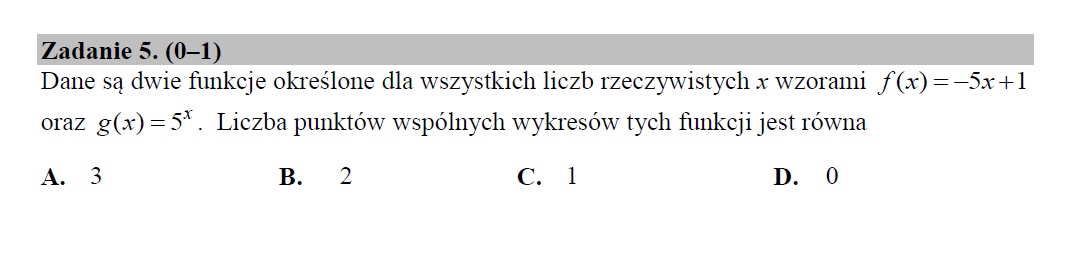 Zadanie 5. (0–1)
Dane są dwie funkcje określone dla wszystkich liczb rzeczywistych x wzorami f(x)=−5x+1
oraz g(x)=5ˣ. Liczba punktów wspólnych wykresów tych funkcji jest równa
A. 3 B. 2 C. 1 D. 0